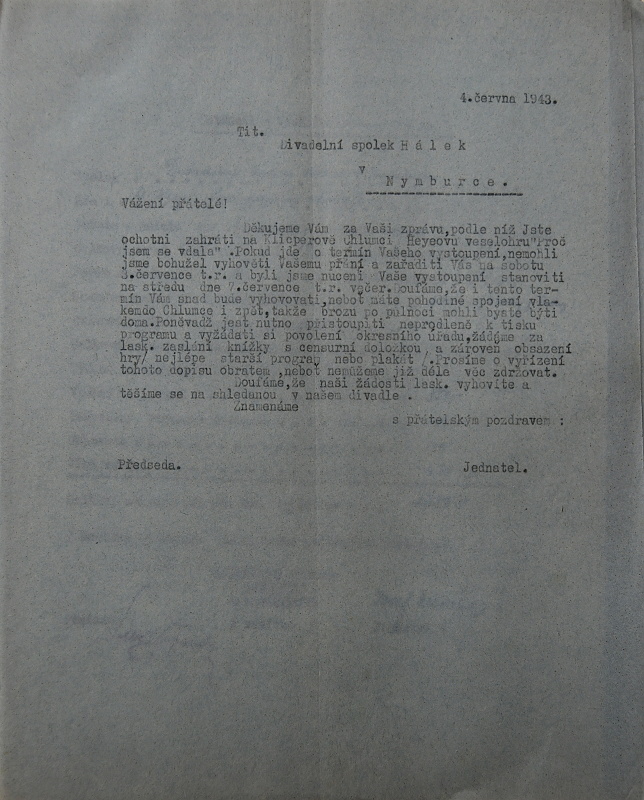 4.června 1943.
Tit.
Divadelní spolek H á l e k
v
N y m b u r c e .
Vážení přátelé!
Děkujeme Vám za Vaši zprávu,podle níž Jste
ochotni zahráti na Klicperově Chlumci Heyeovu veselohru"Proč
jsem se vdala".Pokud jde o termín Vašeho vystoupení,nemohli
jsme bohužel vyhověti Vašemu přání a zařaditi Vás na sobotu
3.července t.r. a byli jsme nuceni Vaše vystoupení stanoviti
na středu dne 7.července t.r. večer.Doufáme,že i tento ter-
mín Vám snad bude vyhovovati,neboť máte pohodlné spojení vla-
kemdo Chlumce i zpět,takže brozu po půlnoci mohli byste býti
doma.Poněvadž jest nutno přistoupiti neprodleně k tisku
programu a vyžádati si povolení okresního úřadu,žádáme za
lask. zaslání knížky s censurní doložkou, a zároveň obsazení
hry/ nejlépe starší program nebo plakát /.Prosíme o vyřízení
tohoto dopisu obratem ,neboť nemůžeme již déle věc zdržovat.
Doufáme,že naši žádosti lask. vyhovíte a
těšíme se na shledanou v našem divadle .
Znamenáme
s přátelským pozdravem :
Předseda.
Jednatel.